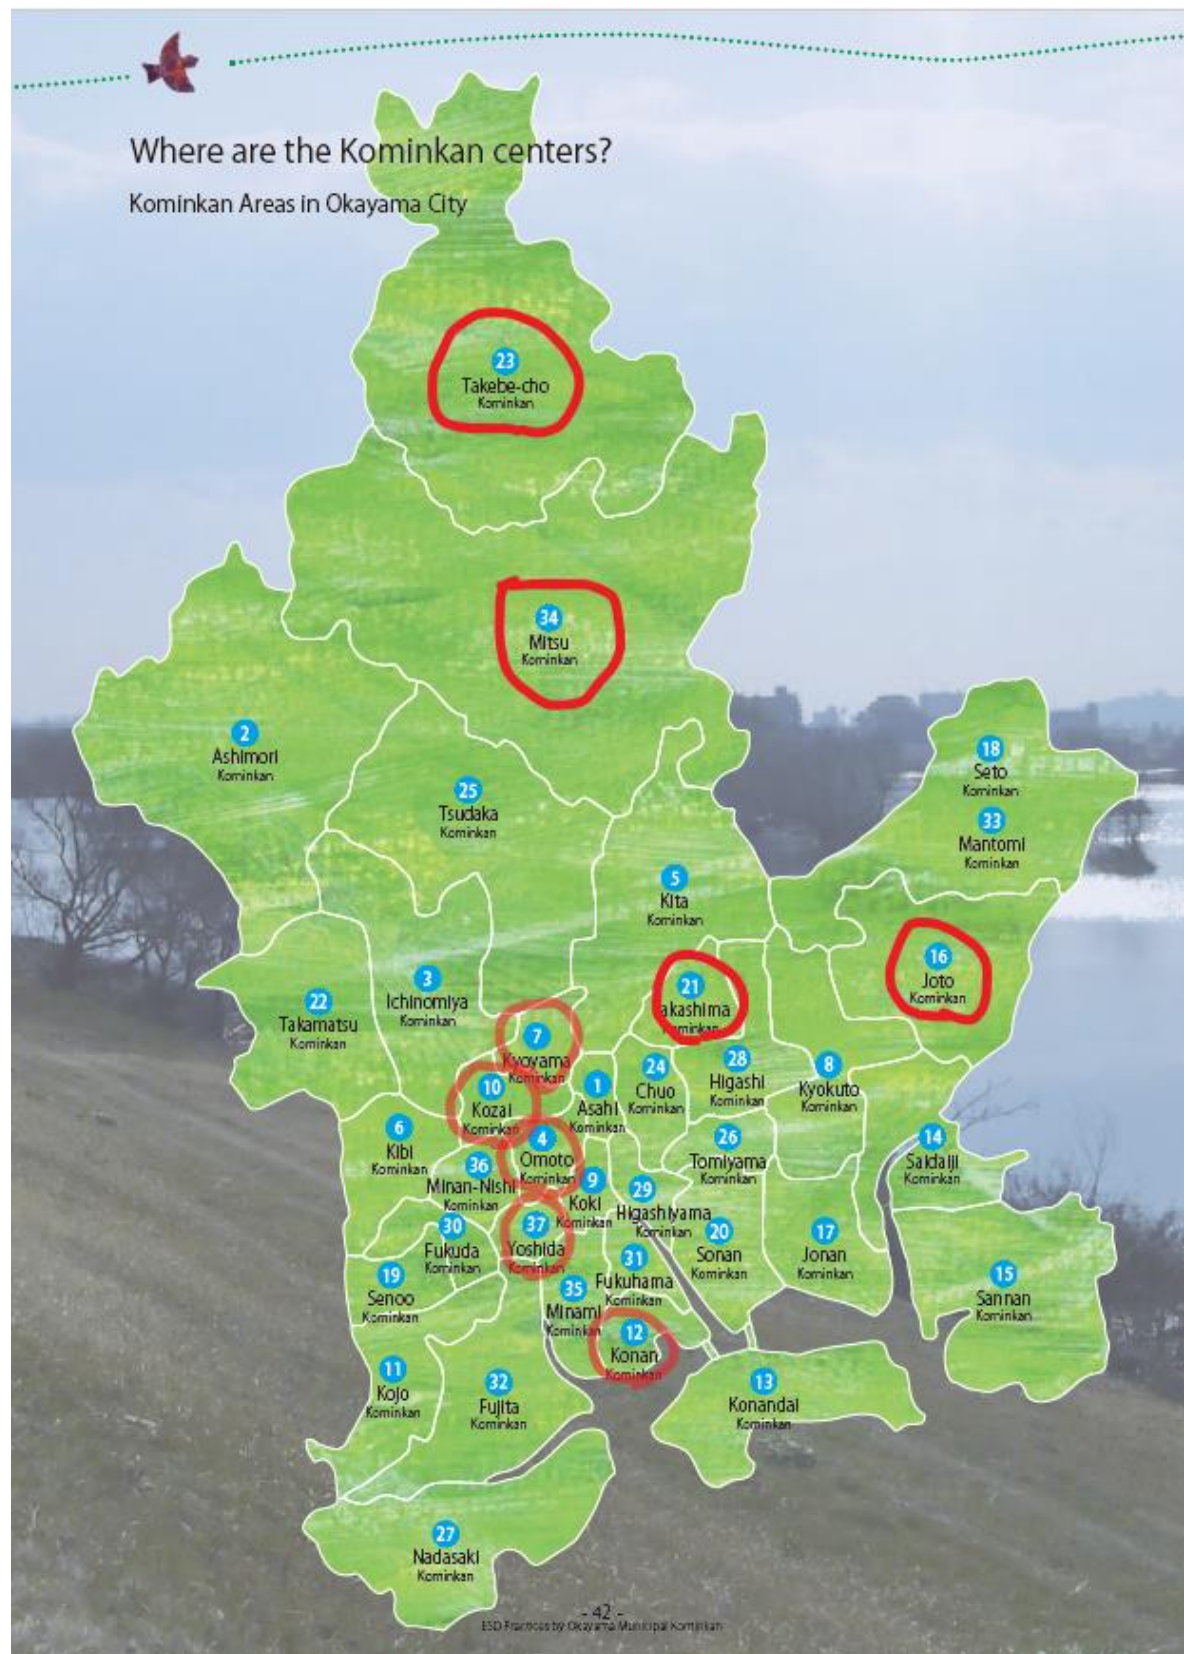 Where are the Kominkan centers?
Kominkan Areas in Okayama City
23
Takebe-cho
Kominkan
34
Mitsu
Kominkan
2
Ashimori
Kominkan
25
Tsudaka
Kominkan
18
Seto
Kominkan
33
Mantomi
Kominkan
5
Kita
Kominkan
16
Joto
Kominkan
3
Ichinomiya
Kominkan
21
akashima
Kominkan
22
Takamatsu
Kominkan
7
Kyoyama
Kominkan
10
Kozai
Kominkan
1
Asahi
Kominkan
24
Chuo
Kominkan
28
Higashi
Kominkan
8
Kyokuto
Kominkan
6
Kibi
Kominkan
4
Omoto
Kominkan
36
Minan-Nishi
Kominkan
9
Koki
Kominkan
26
Tomiyama
Kominkan
14
Saidaiji
Kominkan
29
Higashiyama
Kominkan
30
Fukuda
Kominkan
37
Yoshida
Kominkan
20
Sonan
Kominkan
17
Jonan
Kominkan
31
Fukuhama
Kominkan
19
Senoo
Kominkan
35
Minami
Kominkan
15
Sannan
Kominkan
12
Konan
Kominkan
11
Kojo
Kominkan
32
Fujita
Kominkan
13
Konandai
Kominkan
27
Nadasaki
Kominkan
- 42 -
ESD Practices by Okayama Municipal Kominkan